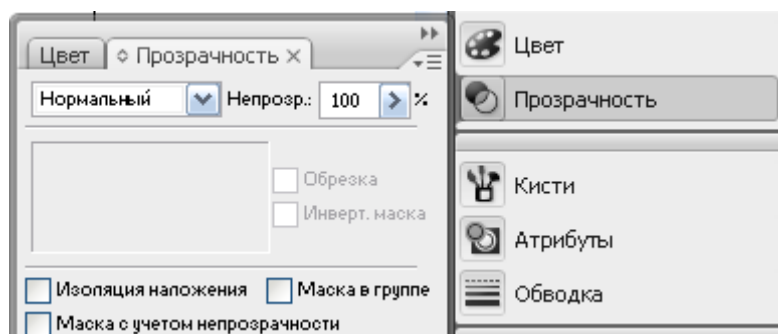 Цвет Прозрачность
Нормальный Непрозр.: 100 %
Обрезка
Инверт. маска
Изоляция наложения Маска в группе
Маска с учетом непрозрачности
Цвет
Прозрачность
Кисти
Атрибуты
Обводка